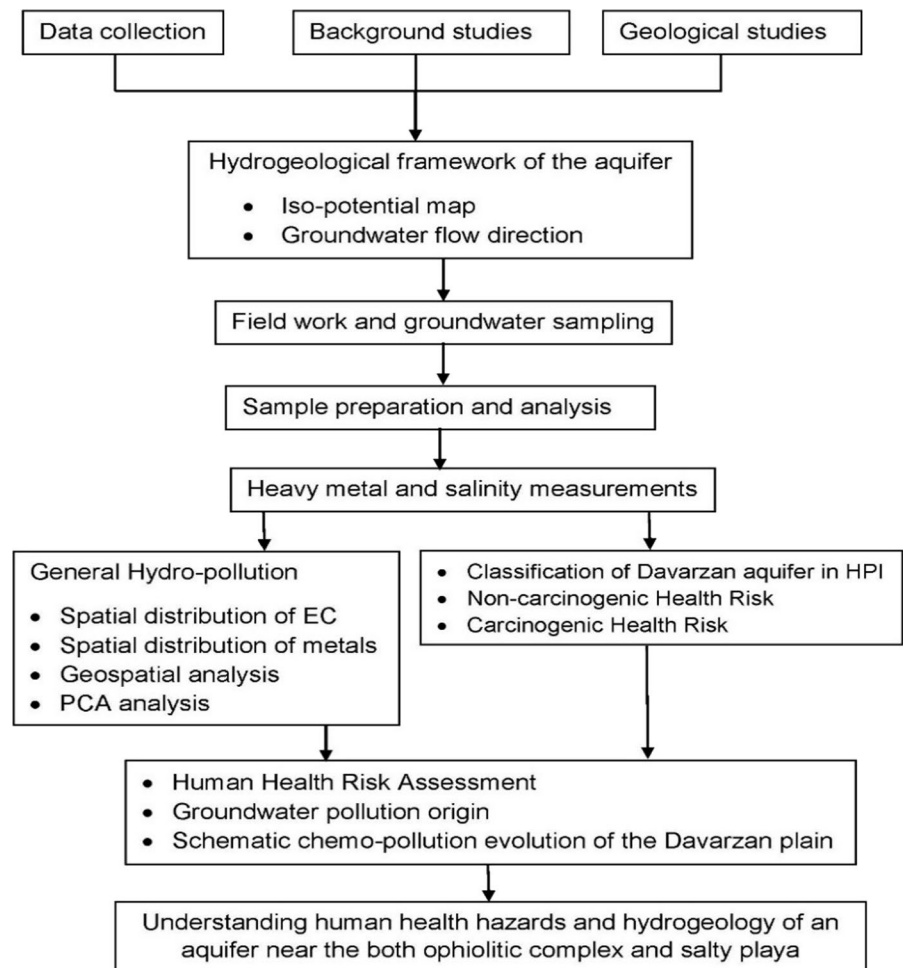 Data collection
Background studies
Geological studies
Hydrogeological framework of the aquifer
• Iso-potential map
• Groundwater flow direction
Field work and groundwater sampling
Sample preparation and analysis
Heavy metal and salinity measurements
General Hydro-pollution
• Spatial distribution of EC
• Spatial distribution of metals
• Geospatial analysis
• PCA analysis
• Classification of Davarzan aquifer in HPI
• Non-carcinogenic Health Risk
• Carcinogenic Health Risk
• Human Health Risk Assessment
• Groundwater pollution origin
• Schematic chemo-pollution evolution of the Davarzan plain
Understanding human health hazards and hydrogeology of an
aquifer near the both ophiolitic complex and salty playa